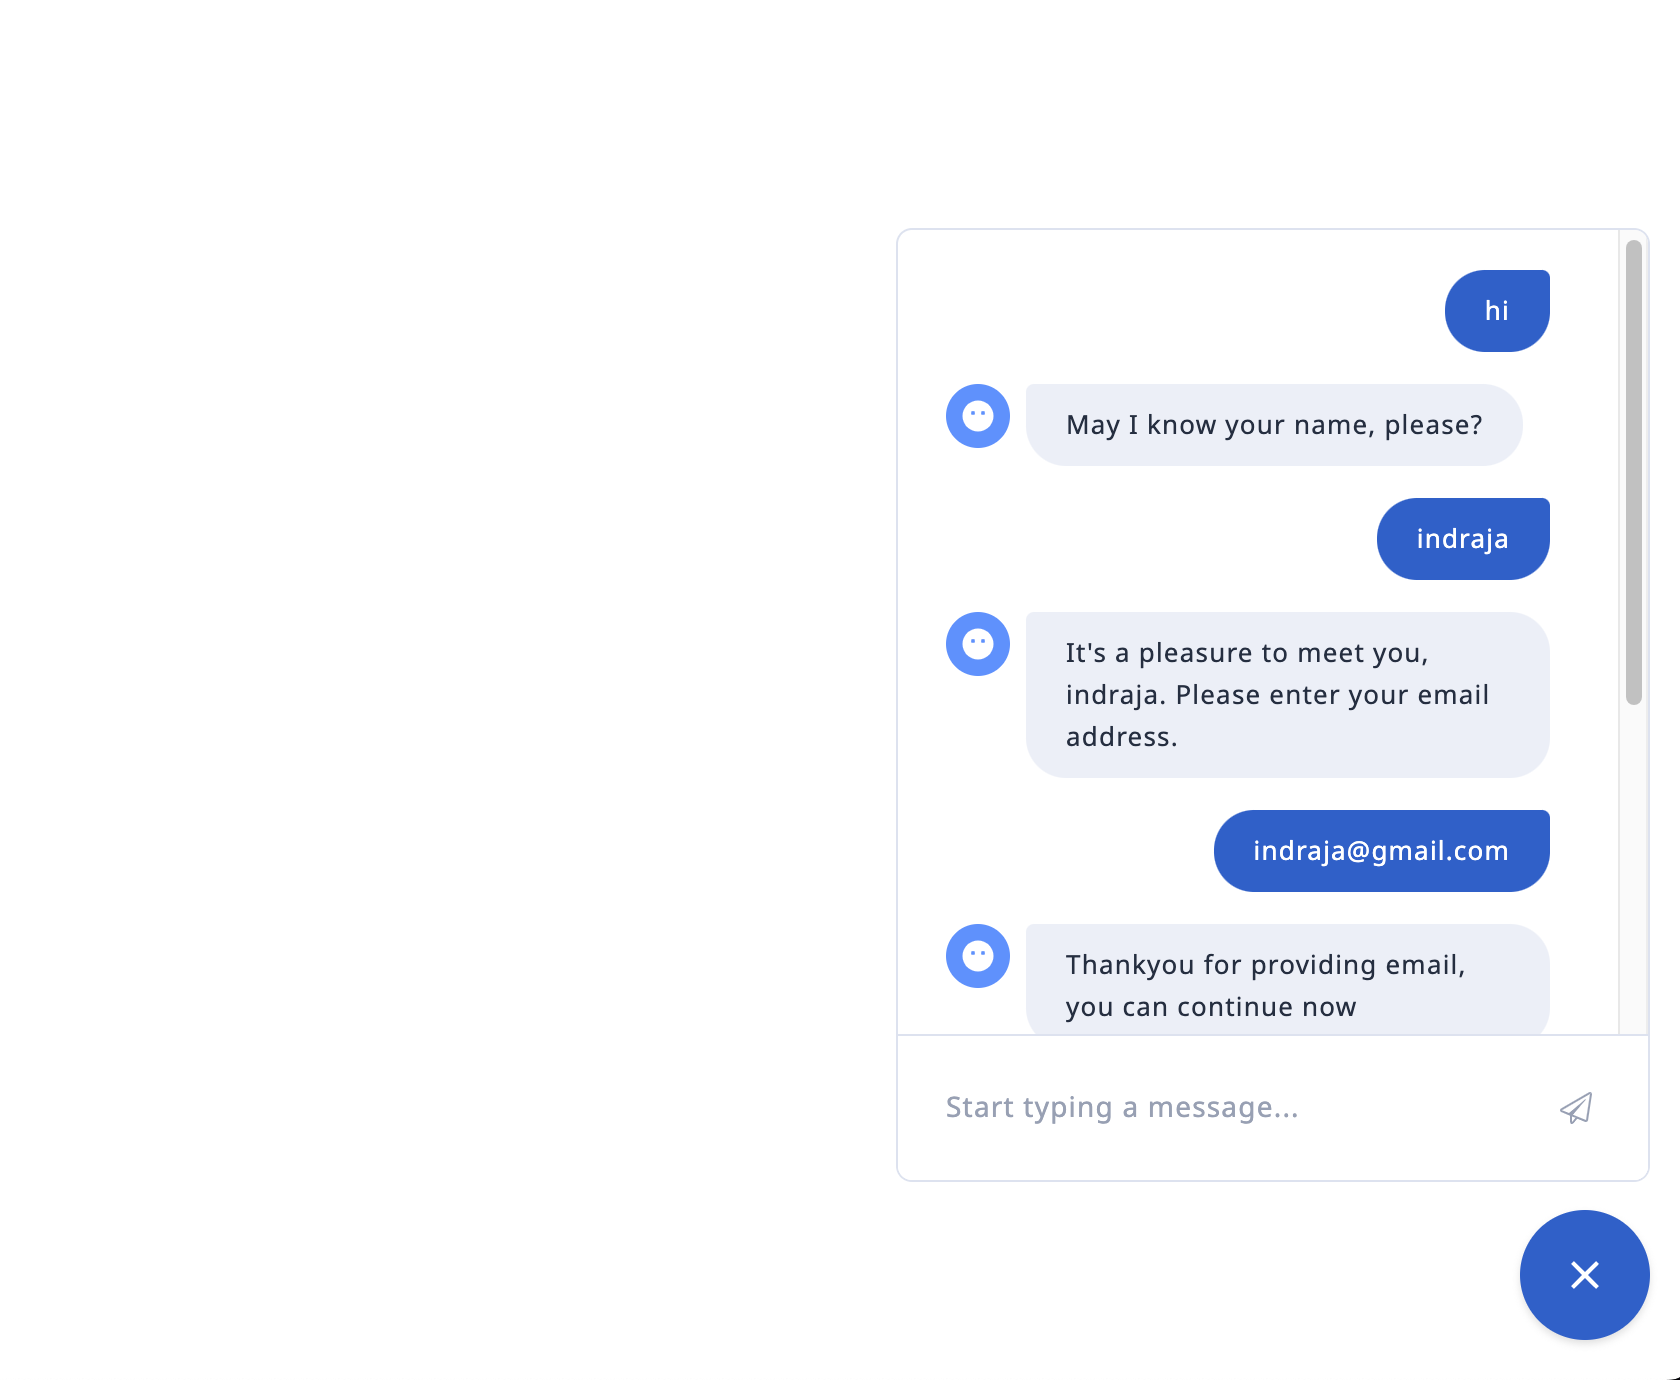 hi
May I know your name, please?
indraja
It's a pleasure to meet you,
indraja. Please enter your email
address.
indraja@gmail.com
Thankyou for providing email,
you can continue now
Start typing a message...